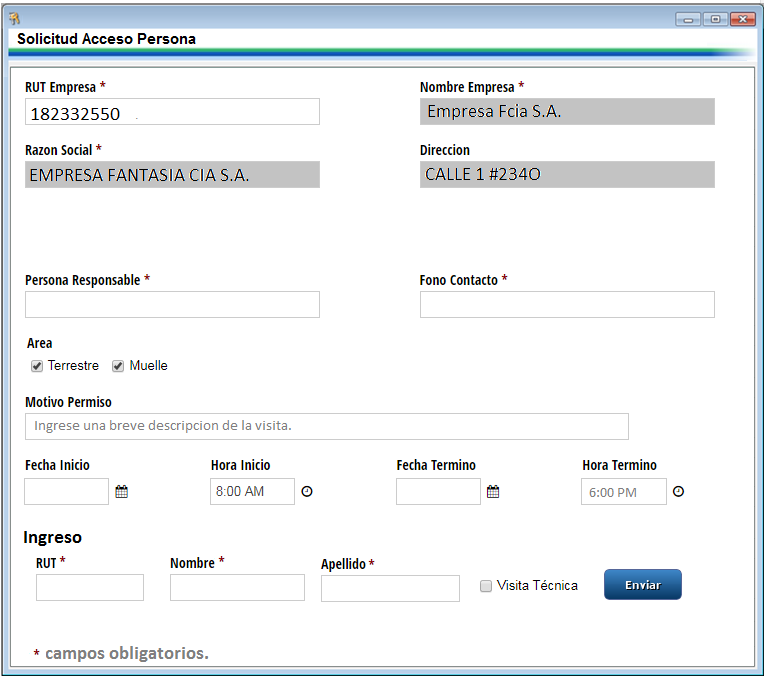 Solicitud Acceso Persona
RUT Empresa * Nombre Empresa *
182332550 Empresa Fcia S.A.
Razon Social * Direccion
EMPRESA FANTASIA CIA S.A. CALLE 1 #234O
Persona Responsable * Fono Contacto *
Area
Terrestre Muelle
Motivo Permiso
Ingrese una breve descripcion de la visita.
Fecha Inicio Hora Inicio Fecha Termino Hora Termino
8:00 AM 6:00 PM
Ingreso
RUT * Nombre * Apellido *
Visita Técnica Enviar
* campos obligatorios.